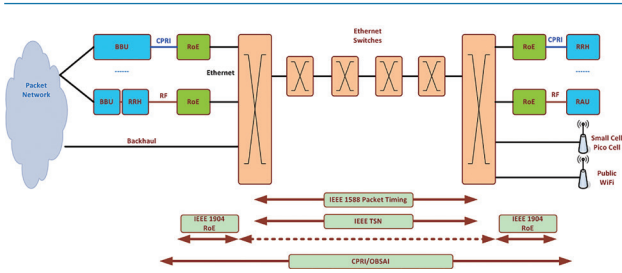 Ethernet
Switches
BBU
CPRI
RoE
RoE
CPRI
RRH
......
......
Packet
Network
Ethernet
BBU
RRH
RF
RoE
RoE
RF
RAU
Backhaul
Small Cell
Pico Cell
Public
WiFi
IEEE 1588 Packet Timing
IEEE 1904
RoE
IEEE TSN
IEEE 1904
RoE
CPRI/OBSAI